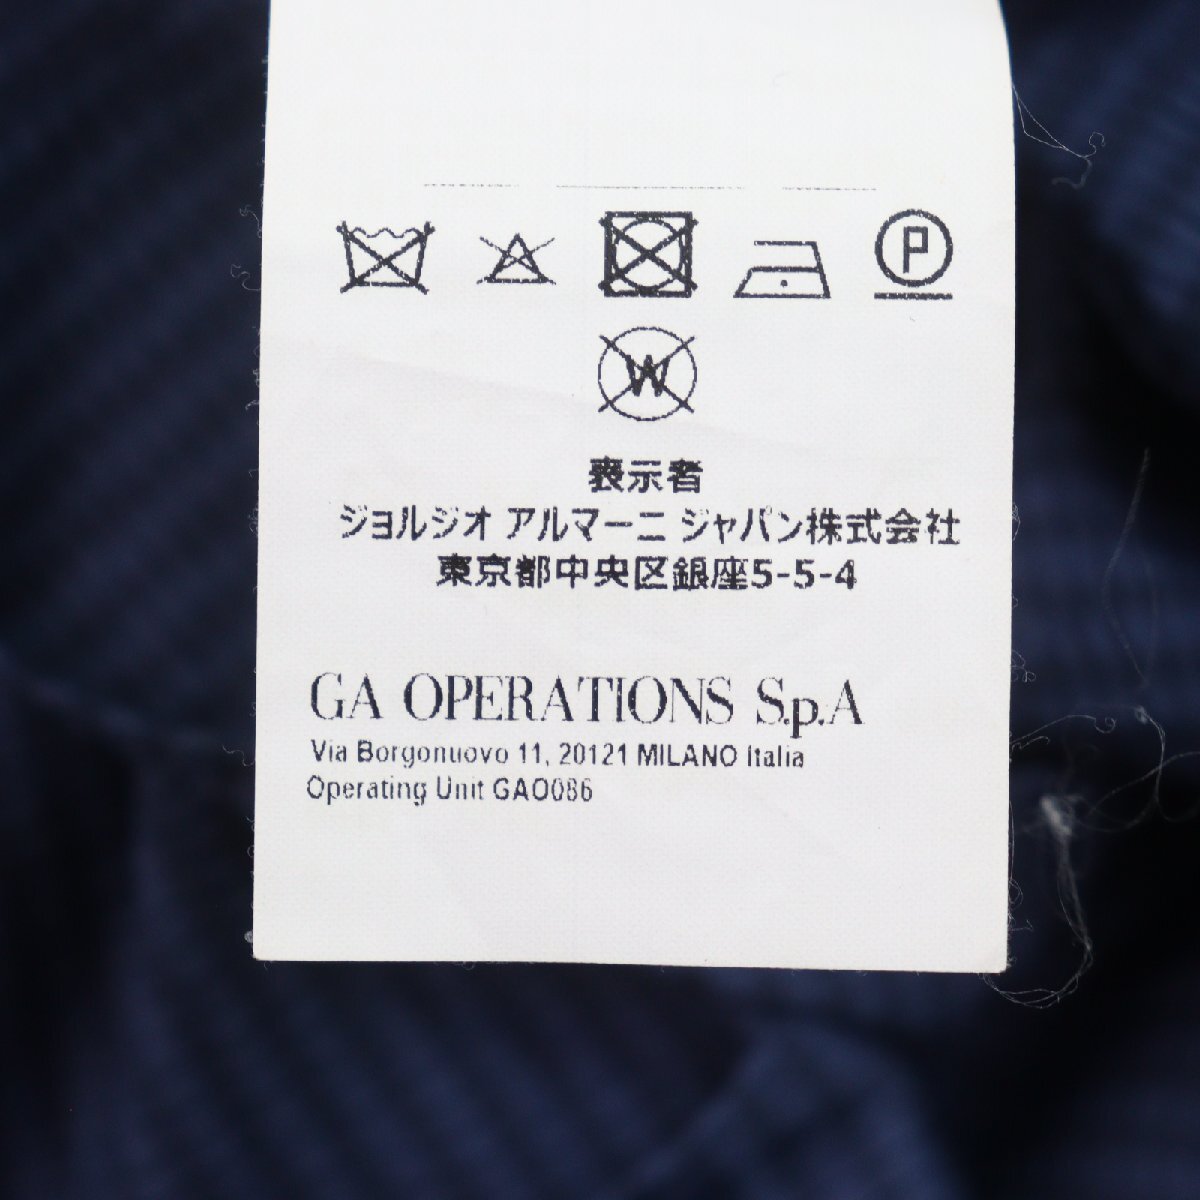 P
W
表示者
ジョルジオ アルマーニ ジャパン株式会社
東京都中央区銀座5-5-4
GA OPERATIONS S.p.A
Via Borgonuovo 11, 20121 MILANO Italia
Operating Unit GAO086